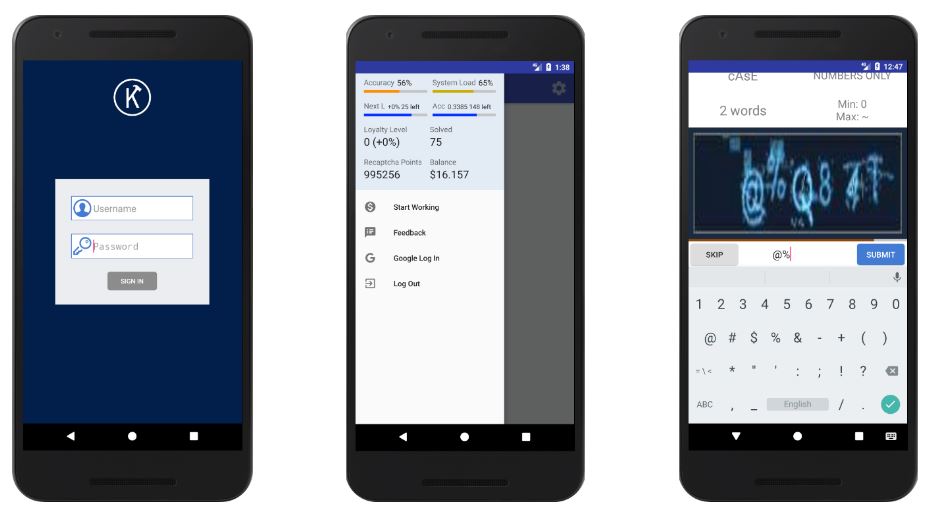 K
Username
Password
SIGN IN
1:38
Accuracy 56% System Load 65%
Next L +0% 25 left Acc 0.3385 148 left
Loyalty Level Solved
0 (+0%) 75
Recaptcha Points Balance
995256 $16.157
Start Working
Feedback
Google Log In
Log Out
12:47
cAsE NUMBERS ONLY
2 words Min: 0
Max: ~
SKIP @% SUBMIT
1 2 3 4 5 6 7 8 9 0
@ # $ % & - + ( )
= \ < * " ' : ; ! ?
ABC , _ English / .